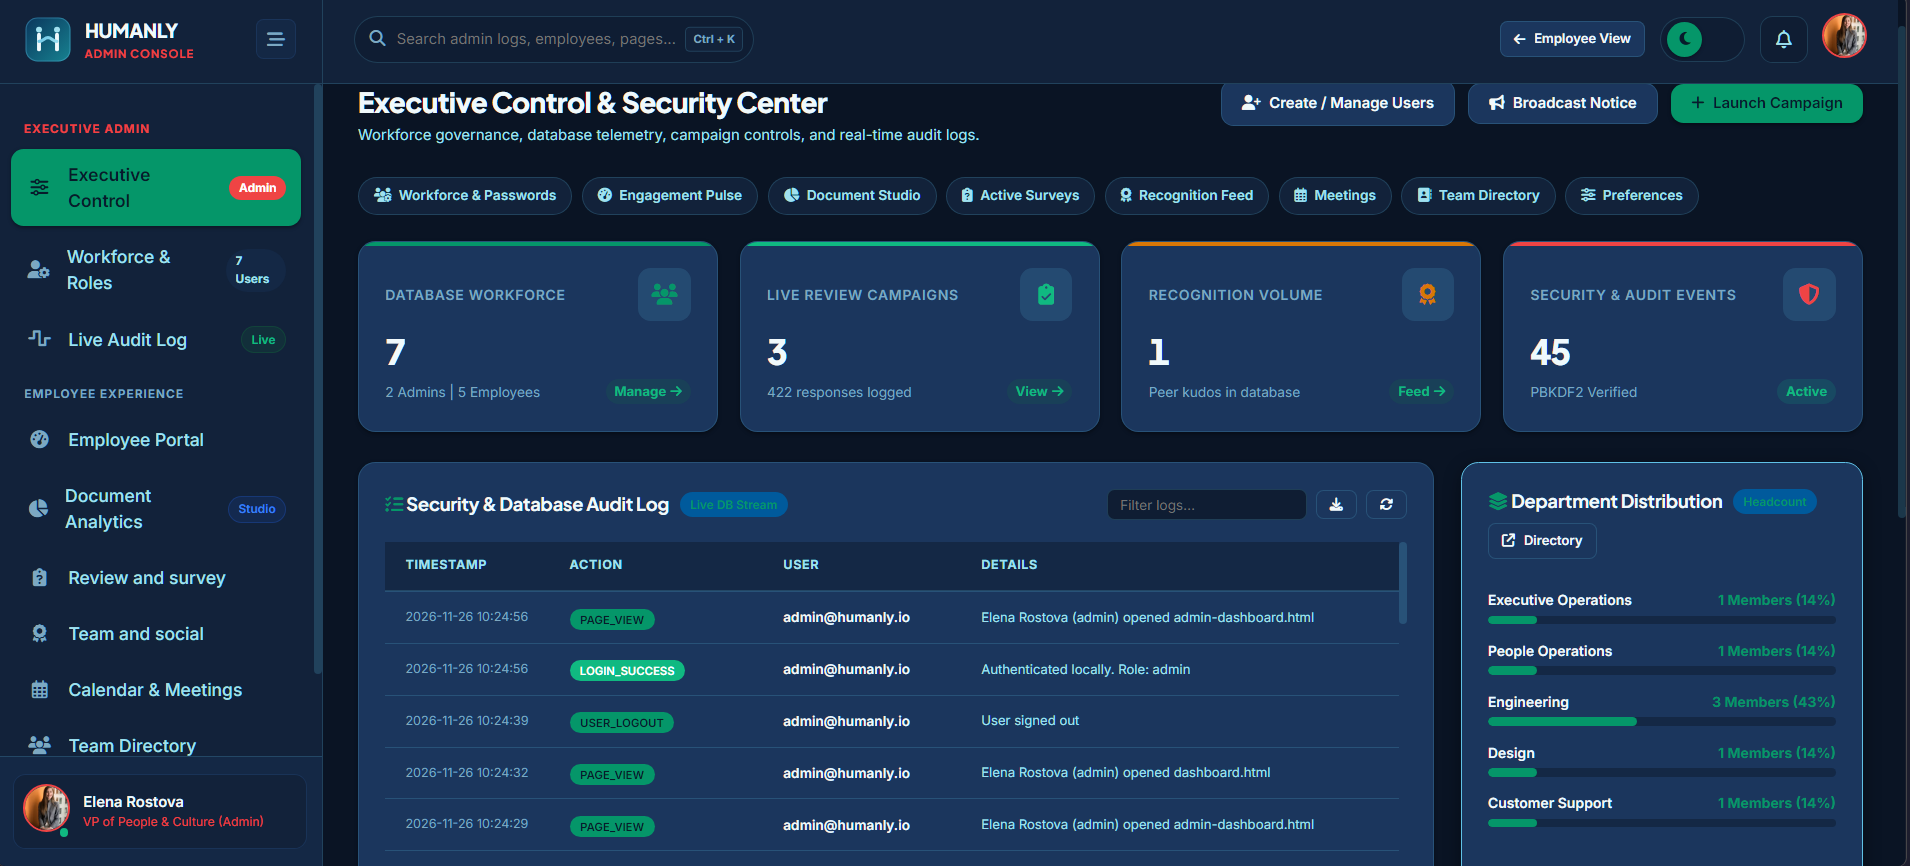 HUMANLY
ADMIN CONSOLE
Search admin logs, employees, pages...
Ctrl + K
Employee View
EXECUTIVE ADMIN
Executive
Control
Admin
Workforce &
Roles
7
Users
Live Audit Log
Live
EMPLOYEE EXPERIENCE
Employee Portal
Document
Analytics
Studio
Review and survey
Team and social
Calendar & Meetings
Team Directory
Elena Rostova
VP of People & Culture (Admin)
Executive Control & Security Center
Workforce governance, database telemetry, campaign controls, and real-time audit logs.
Create / Manage Users
Broadcast Notice
+ Launch Campaign
Workforce & Passwords
Engagement Pulse
Document Studio
Active Surveys
Recognition Feed
Meetings
Team Directory
Preferences
DATABASE WORKFORCE
7
2 Admins | 5 Employees
Manage →
LIVE REVIEW CAMPAIGNS
3
422 responses logged
View →
RECOGNITION VOLUME
1
Peer kudos in database
Feed →
SECURITY & AUDIT EVENTS
45
PBKDF2 Verified
Active
Security & Database Audit Log
Live DB Stream
Filter logs...
TIMESTAMP ACTION USER DETAILS
2026-11-26 10:24:56 PAGE_VIEW admin@humanly.io Elena Rostova (admin) opened admin-dashboard.html
2026-11-26 10:24:56 LOGIN_SUCCESS admin@humanly.io Authenticated locally. Role: admin
2026-11-26 10:24:39 USER_LOGOUT admin@humanly.io User signed out
2026-11-26 10:24:32 PAGE_VIEW admin@humanly.io Elena Rostova (admin) opened dashboard.html
2026-11-26 10:24:29 PAGE_VIEW admin@humanly.io Elena Rostova (admin) opened admin-dashboard.html
Department Distribution
Headcount
Directory
Executive Operations 1 Members (14%)
People Operations 1 Members (14%)
Engineering 3 Members (43%)
Design 1 Members (14%)
Customer Support 1 Members (14%)